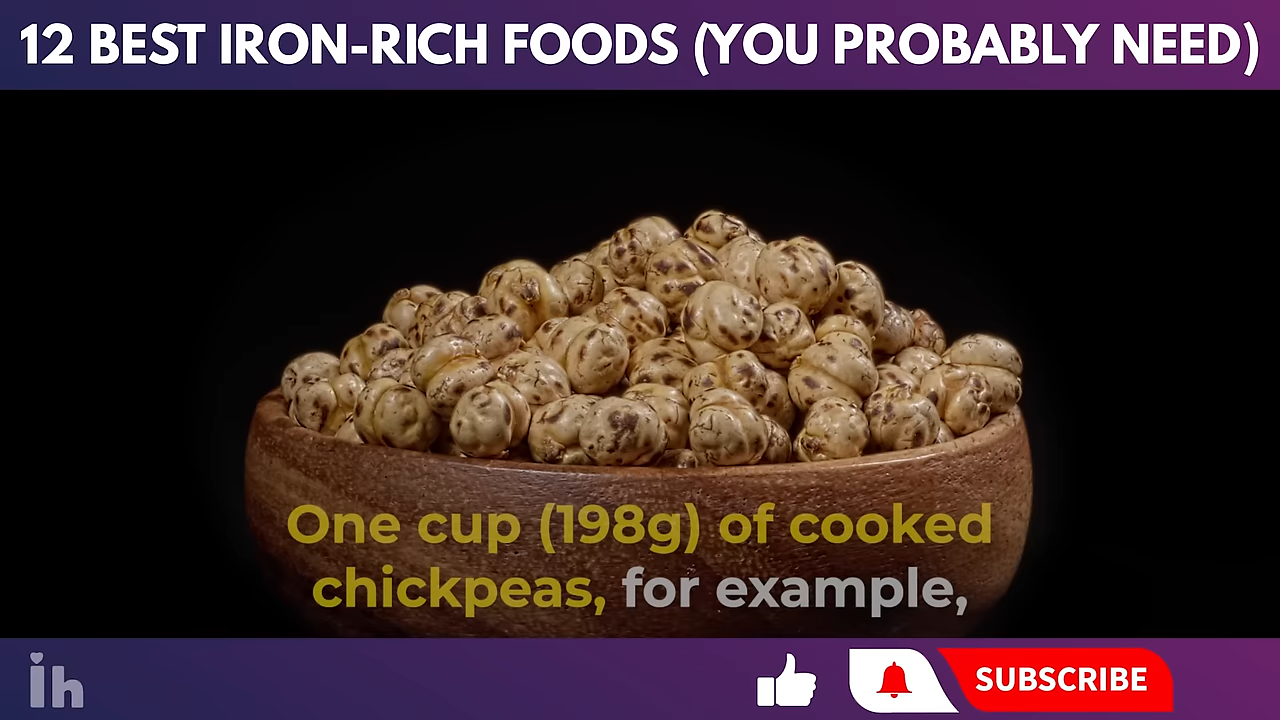 12 BEST IRON-RICH FOODS (YOU PROBABLY NEED)
One cup (198g) of cooked
chickpeas, for example,
ih
SUBSCRIBE